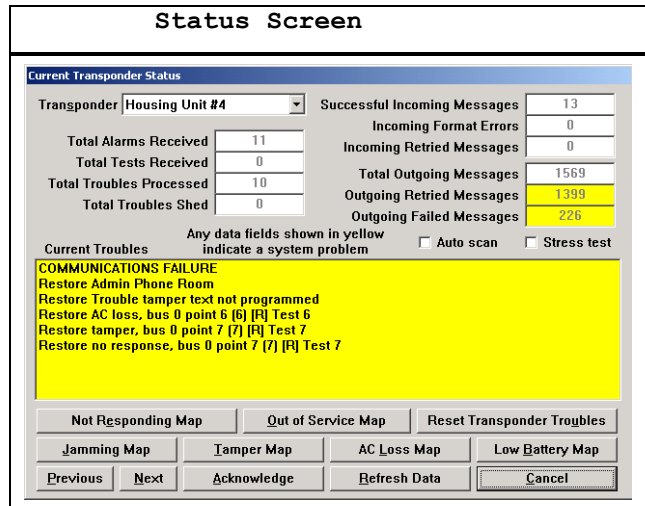 Status Screen
Current Transponder Status
Transponder Housing Unit #4
Total Alarms Received 11
Total Tests Received 0
Total Troubles Processed 10
Total Troubles Shed 0
Successful Incoming Messages 13
Incoming Format Errors 0
Incoming Retried Messages 0
Total Outgoing Messages 1569
Outgoing Retried Messages 1399
Outgoing Failed Messages 226
Any data fields shown in yellow
indicate a system problem
Auto scan
Stress test
Current Troubles
COMMUNICATIONS FAILURE
Restore Admin Phone Room
Restore Trouble tamper text not programmed
Restore AC loss, bus 0 point 6 (6) [R] Test 6
Restore tamper, bus 0 point 7 (7) [R] Test 7
Restore no response, bus 0 point 7 (7) [R] Test 7
Not Responding Map
Out of Service Map
Reset Transponder Troubles
Jamming Map
Tamper Map
AC Loss Map
Low Battery Map
Previous
Next
Acknowledge
Refresh Data
Cancel